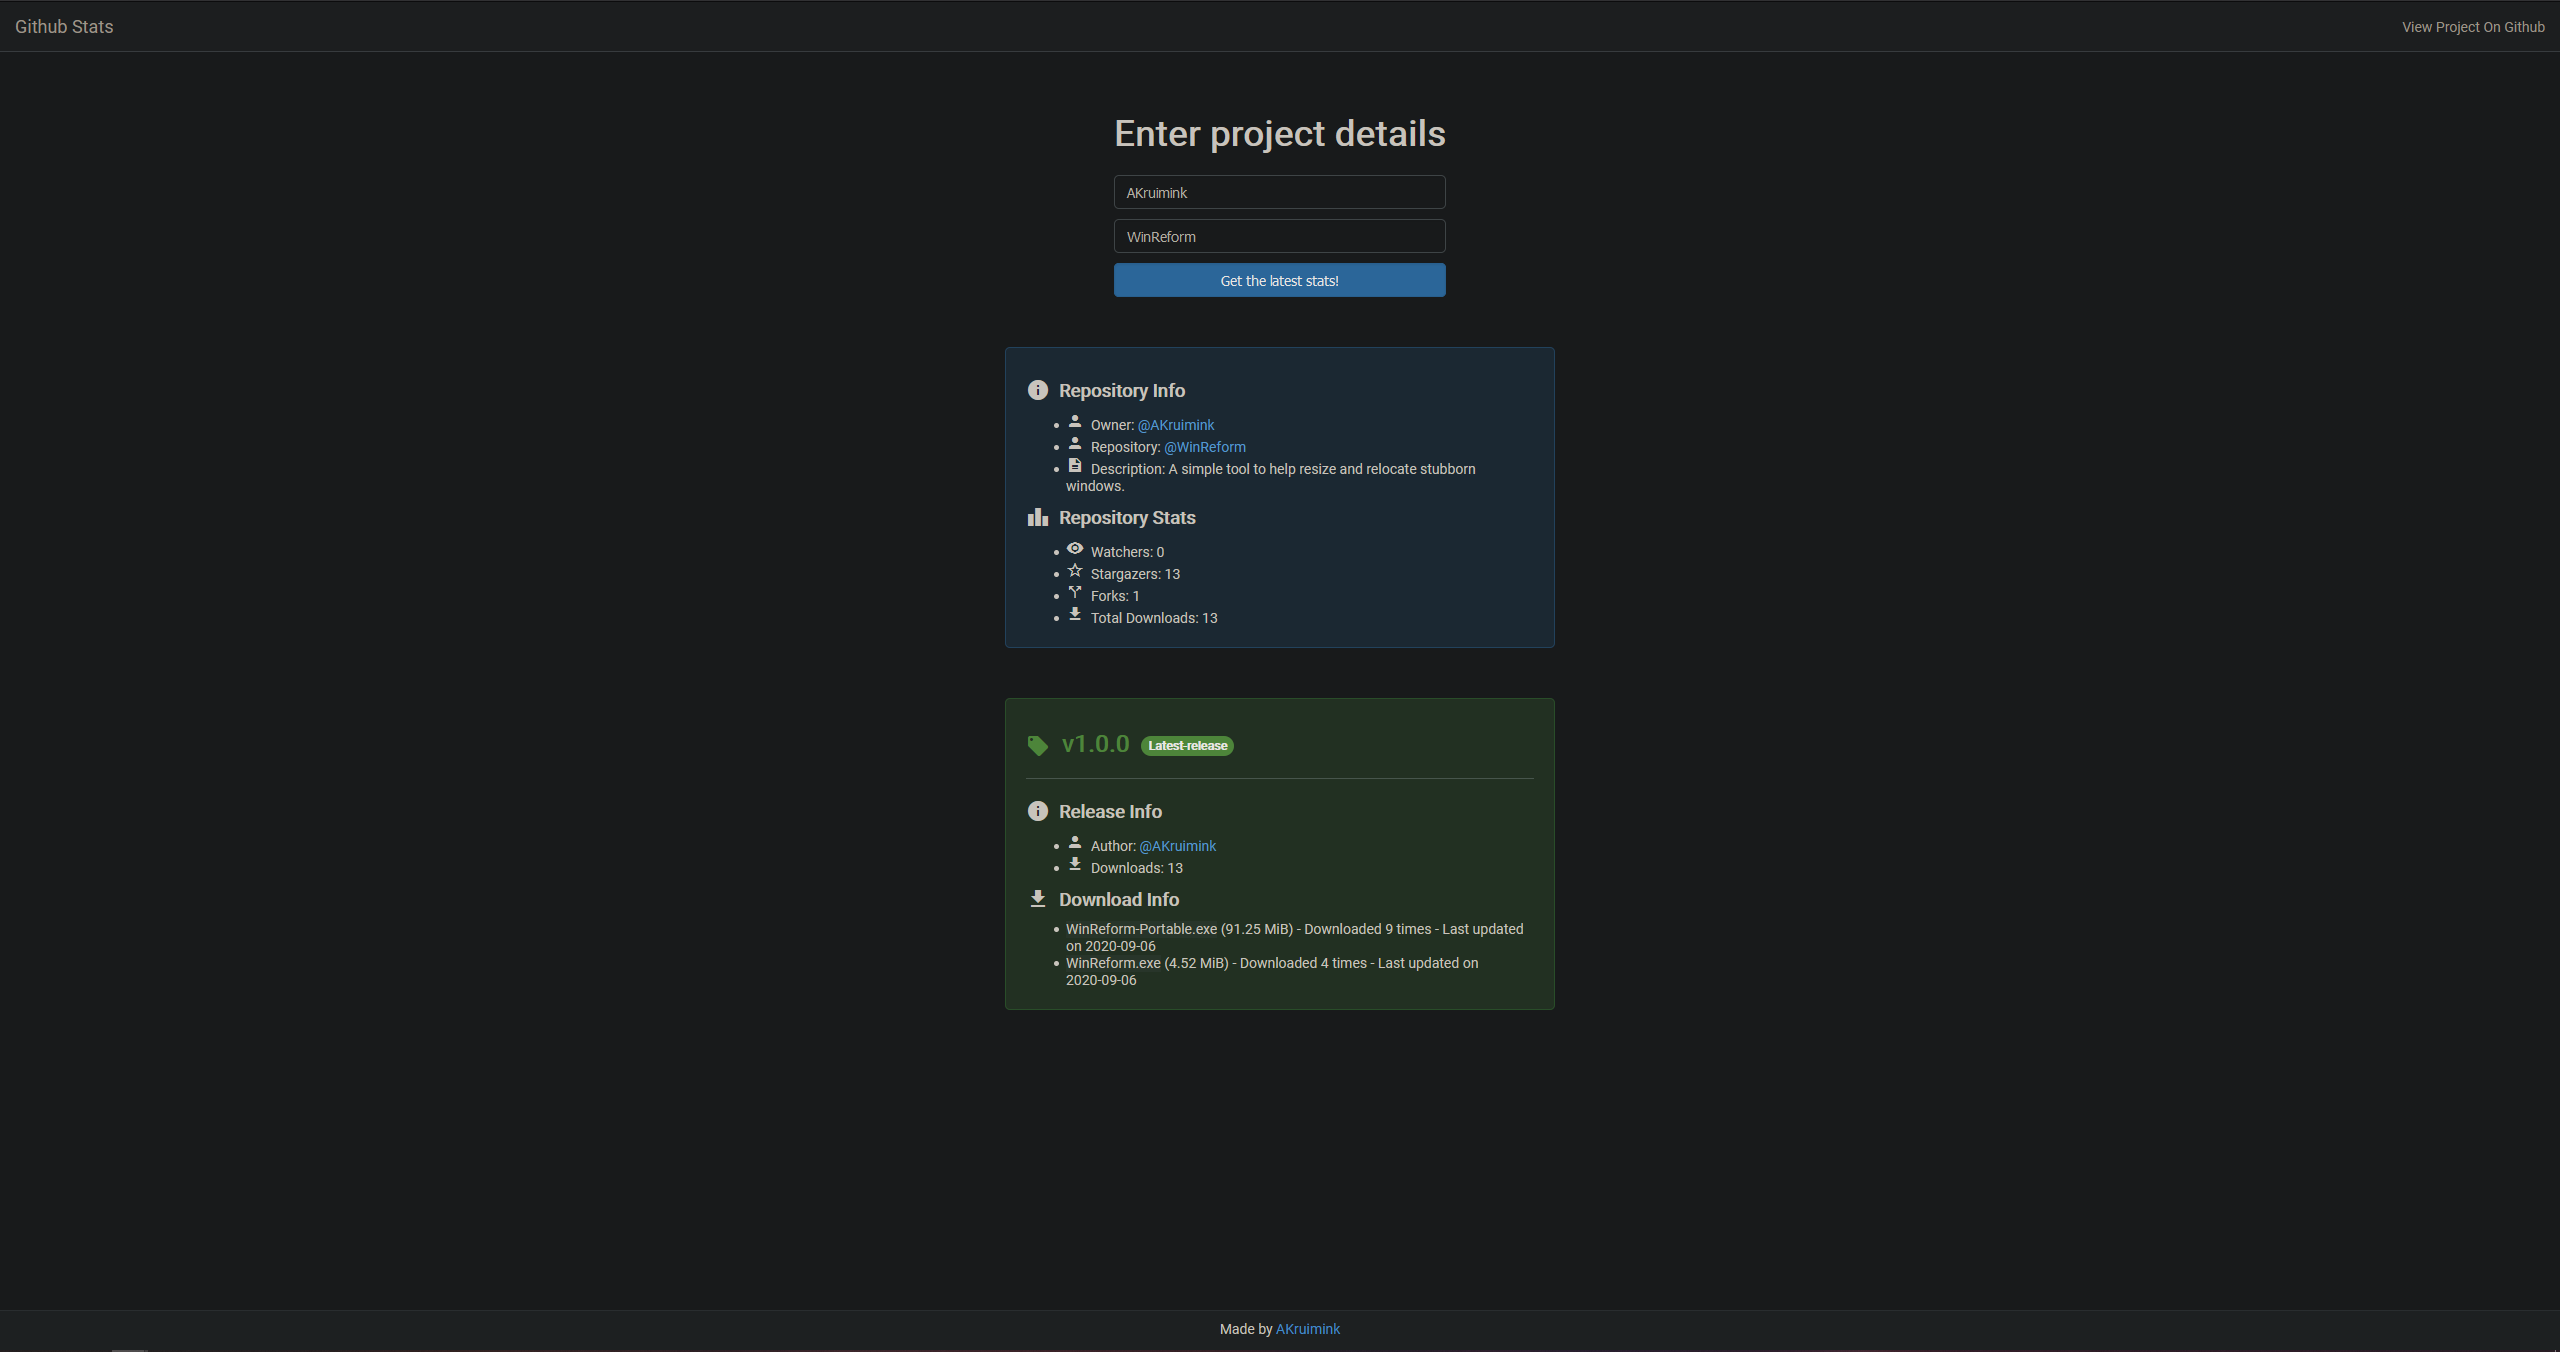 Github Stats
View Project On Github
Enter project details
AKruimink
WinReform
Get the latest stats!
Repository Info
Owner: @AKruimink
Repository: @WinReform
Description: A simple tool to help resize and relocate stubborn
windows.
Repository Stats
Watchers: 0
Stargazers: 13
Forks: 1
Total Downloads: 13
v1.0.0 Latest-release
Release Info
Author: @AKruimink
Downloads: 13
Download Info
WinReform-Portable.exe (91.25 MiB) - Downloaded 9 times - Last updated
on 2020-09-06
WinReform.exe (4.52 MiB) - Downloaded 4 times - Last updated on
2020-09-06
Made by AKruimink